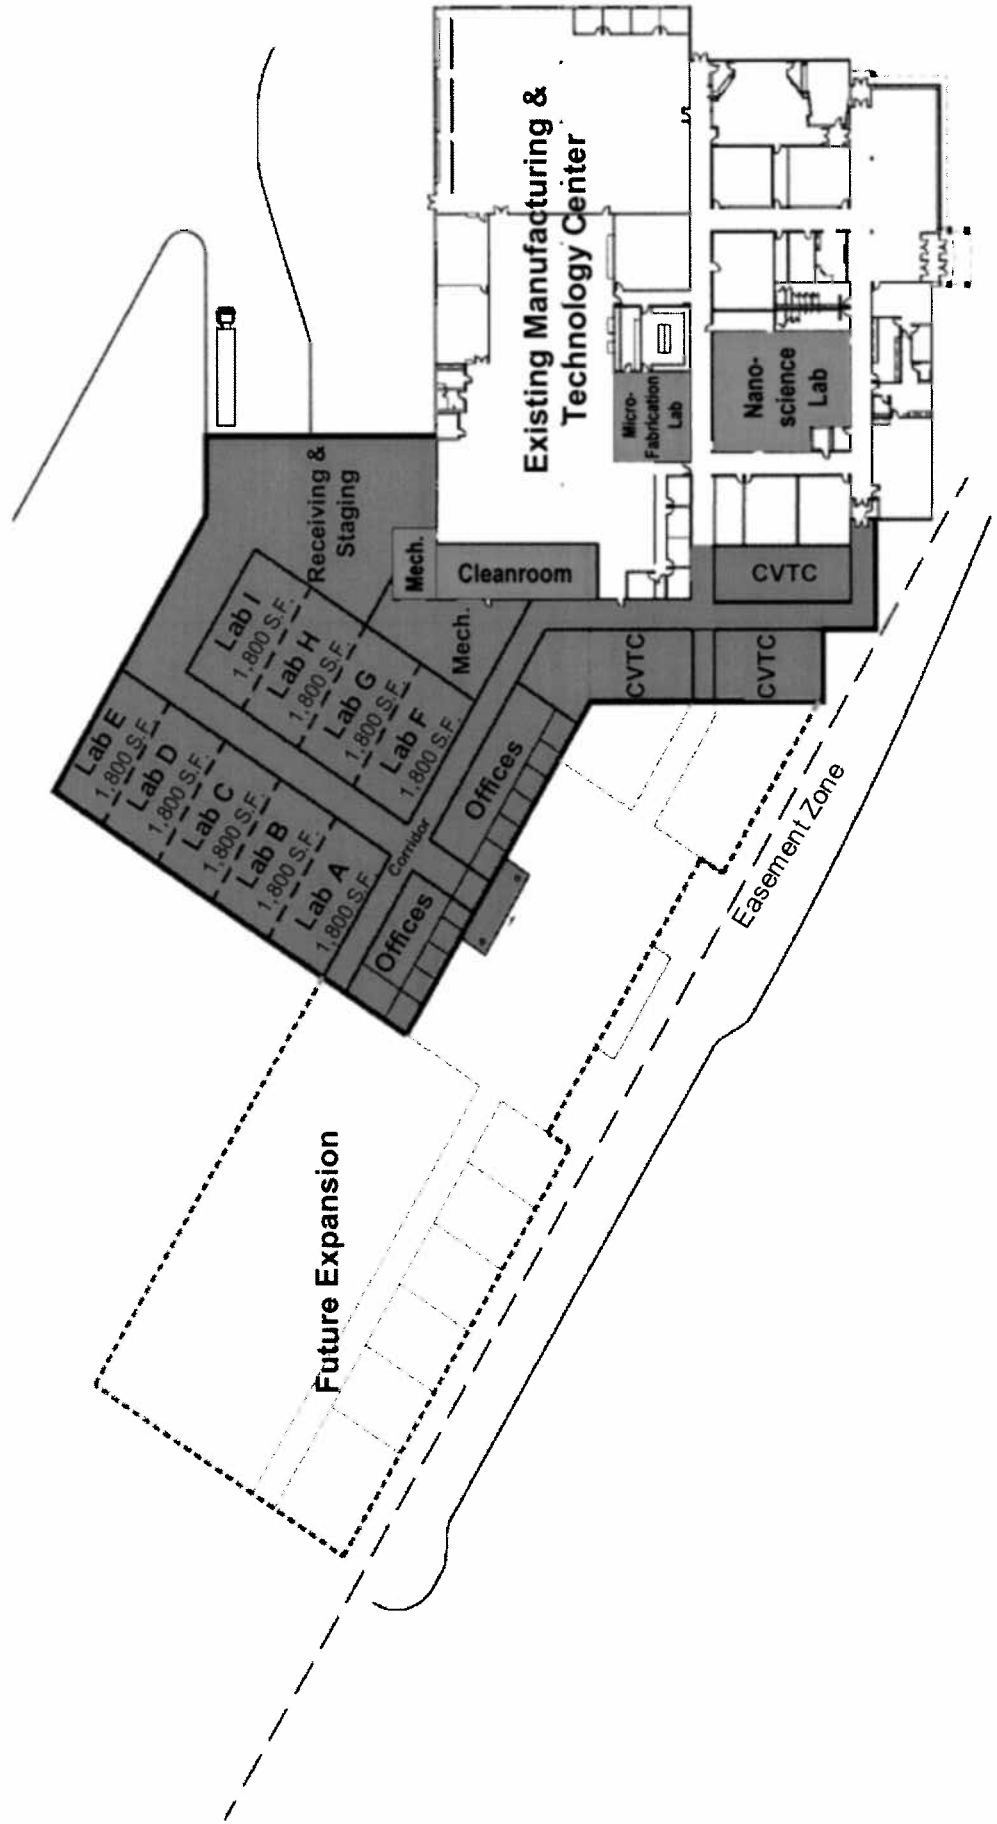 Existing Manufacturing &
Technology Center
Micro-
Fabrication
Lab
Nano-
science
Lab
Receiving &
Staging
Mech.
Cleanroom
CVTC
Mech.
CVTC
CVTC
Lab I
1,800 S.F.
Lab H
1,800 S.F.
Lab G
1,800 S.F.
Lab F
1,800 S.F.
Lab E
1,800 S.F.
Lab D
1,800 S.F.
Lab C
1,800 S.F.
Lab B
1,800 S.F.
Lab A
1,800 S.F.
Corridor
Offices
Offices
Easement Zone
Future Expansion